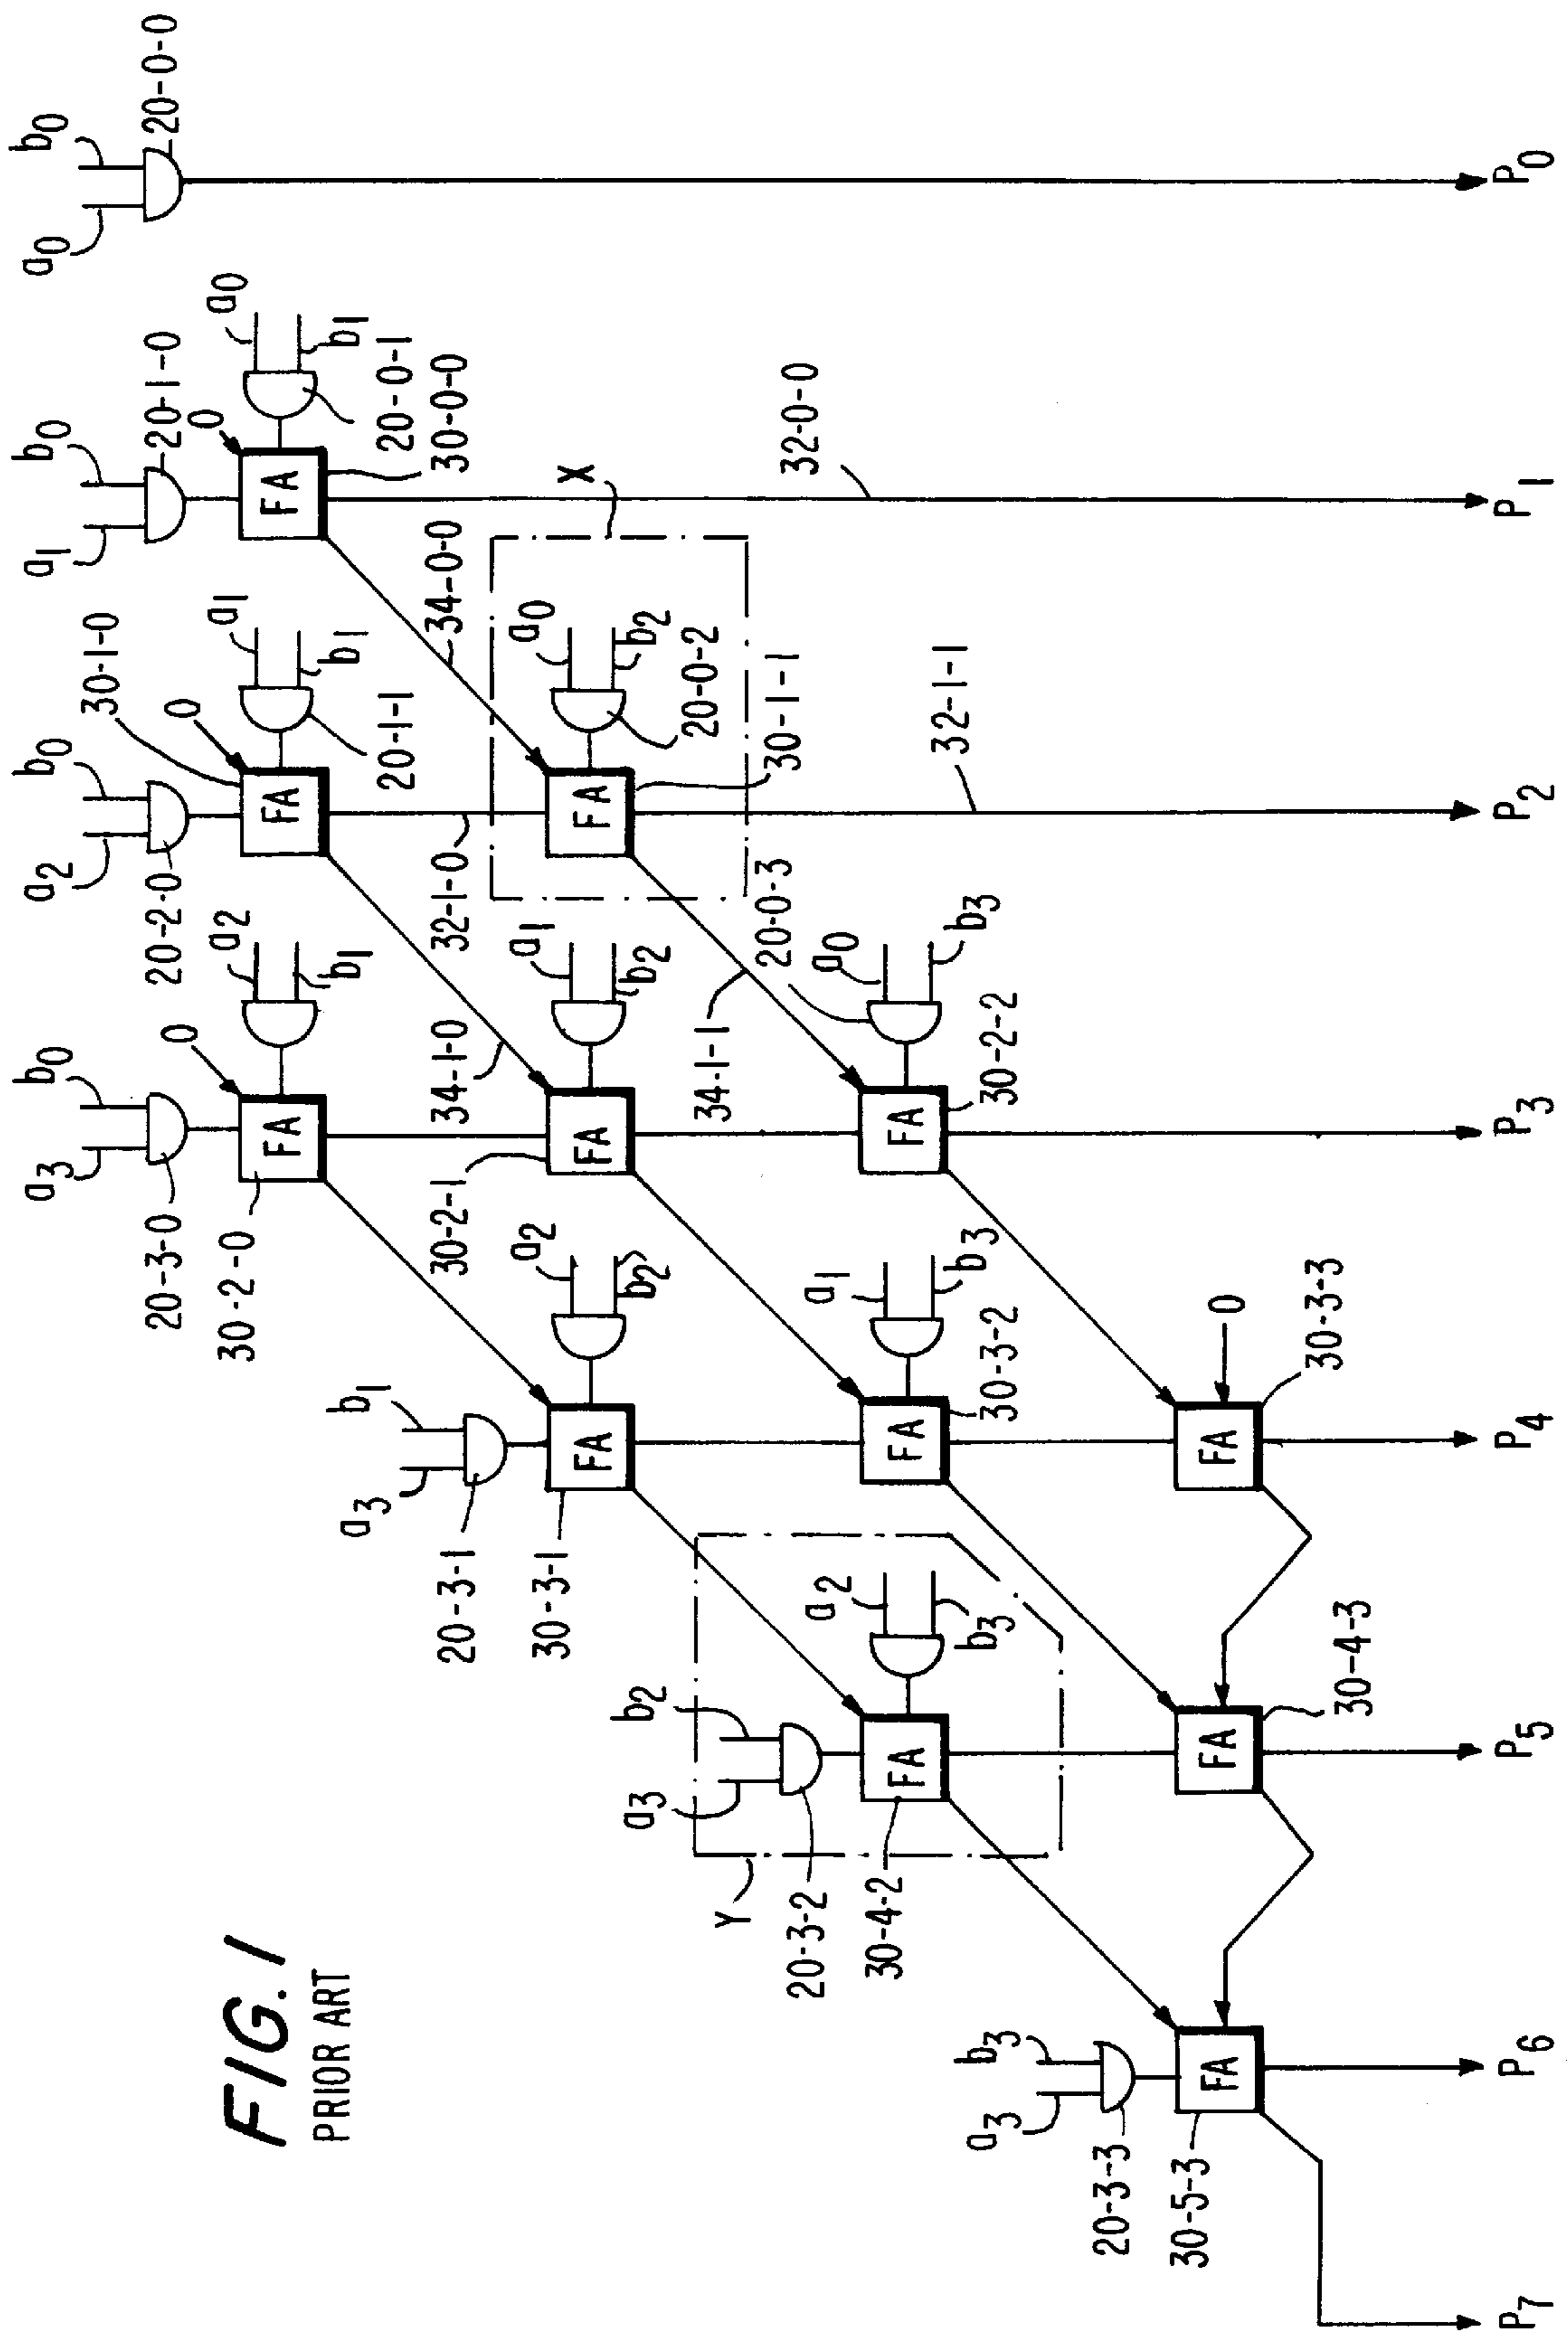 FIG. 1
PRIOR ART
a0 b0 20-0-0
a1 b0 20-1-0
a0 b1 20-0-1
0 FA 30-0-0
34-0-0
32-0-0
a2 b0 20-2-0
a1 b1 20-1-1
0 FA 30-1-0
32-1-0
34-1-0
X
a0 b2 20-0-2
FA 30-1-1
32-1-1
34-1-1
a3 b0 20-3-0
a2 b1
0 FA 30-2-0
a1 b2
FA 30-2-1
a0 b3 20-0-3
FA 30-2-2
a3 b1 20-3-1
a2 b2
FA 30-3-1
a1 b3
FA 30-3-2
0
FA 30-3-3
Y
a3 b2 20-3-2
a2 b3
FA 30-4-2
FA 30-4-3
a3 b3 20-3-3
FA 30-5-3
P7 P6 P5 P4 P3 P2 P1 P0